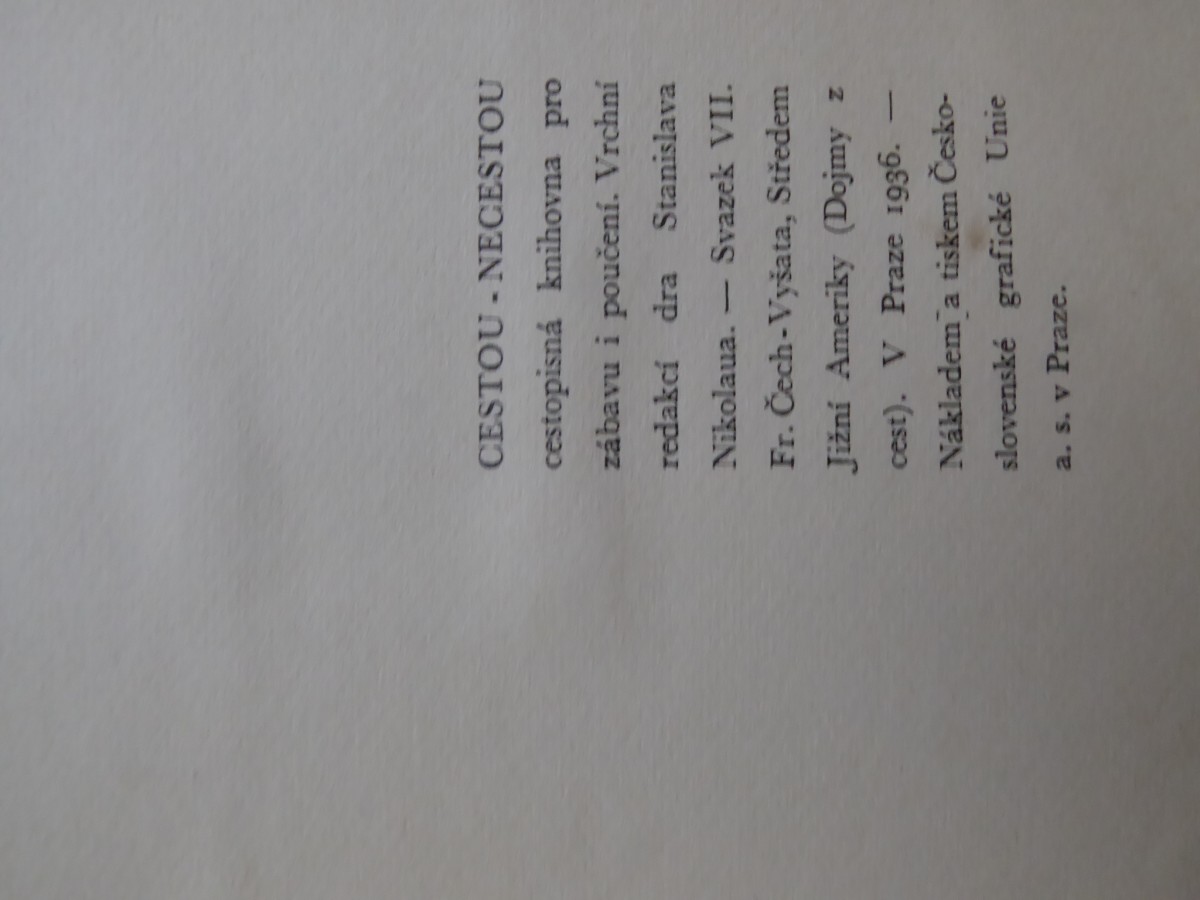 CESTOU - NECESTOU
cestopisná knihovna pro
zábavu i poučení. Vrchní
redakcí dra Stanislava
Nikolaua. — Svazek VII.
Fr. Čech-Vyšata, Středem
Jižní Ameriky (Dojmy z
cest). V Praze 1936. —
Nákladem a tiskem Česko-
slovenské grafické Unie
a. s. v Praze.